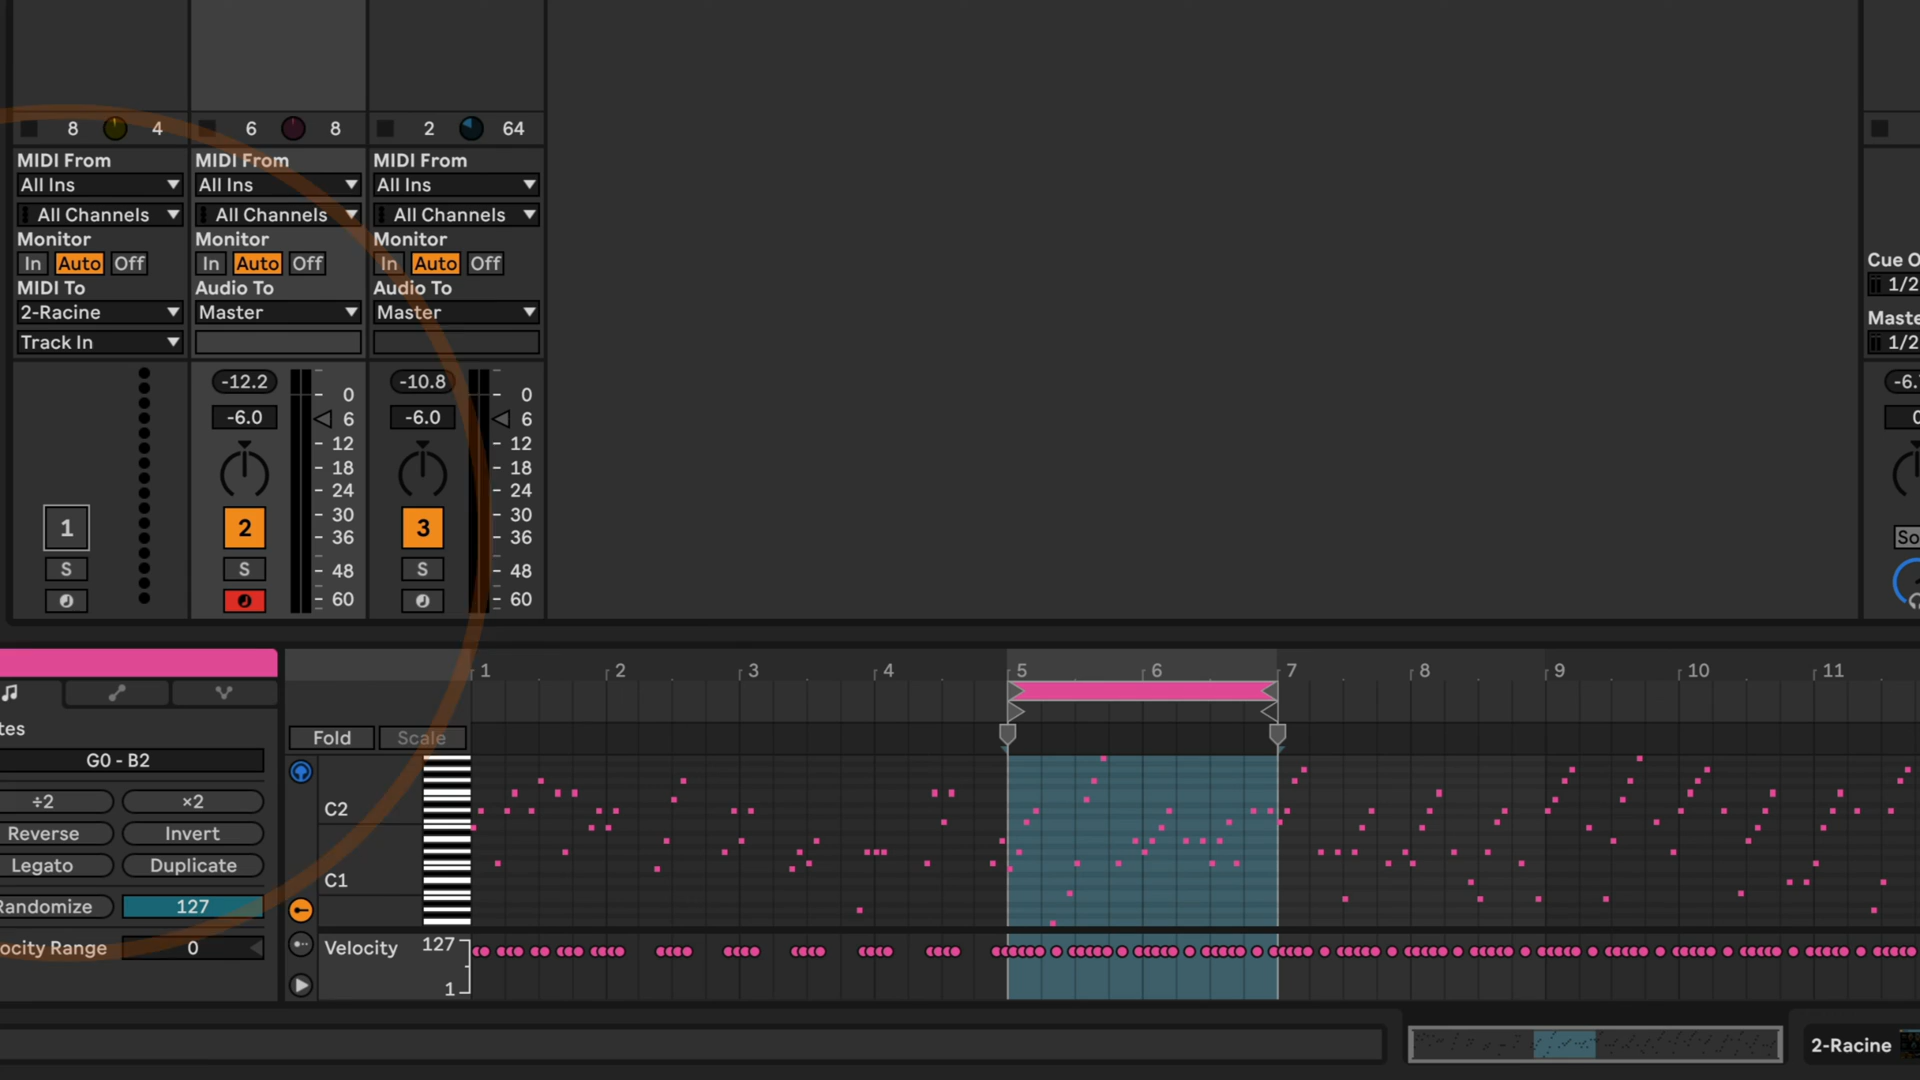 8 4 6 8 2 64
MIDI From MIDI From MIDI From
All Ins All Ins All Ins
All Channels All Channels All Channels
Monitor Monitor Monitor
In Auto Off In Auto Off In Auto Off
Cue O
MIDI To Audio To Audio To
1/2
2-Racine Master Master
Maste
Track In
1/2
-12.2 -10.8 -6.
0 0
-6.0 6 -6.0 6 0
12 12
18 18
24 24
30 30
1 2 3
36 36
So
S S S
48 48
60 60
1 2 3 4 5 6 7 8 9 10 11
tes
Fold Scale
G0 - B2
÷2 ×2
C2
Reverse Invert
Legato Duplicate
C1
Randomize 127
ocity Range 0
Velocity 127
1
2-Racine